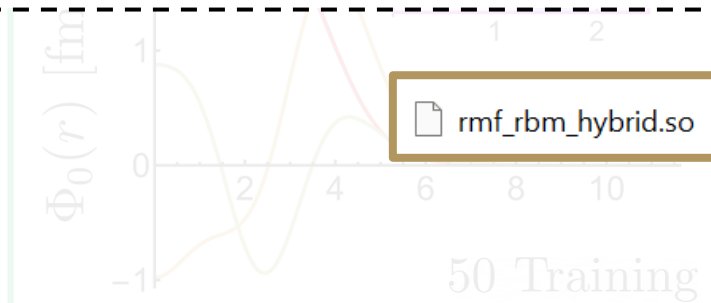 Φ₀(r) [fm
1
1 2
rmf_rbm_hybrid.so
0
2 4 6 8 10
50 Training
−1